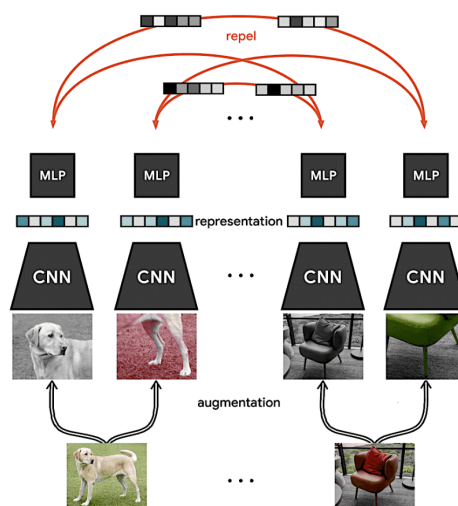 repel
...
MLP MLP MLP MLP
representation
CNN CNN ... CNN CNN
augmentation
...